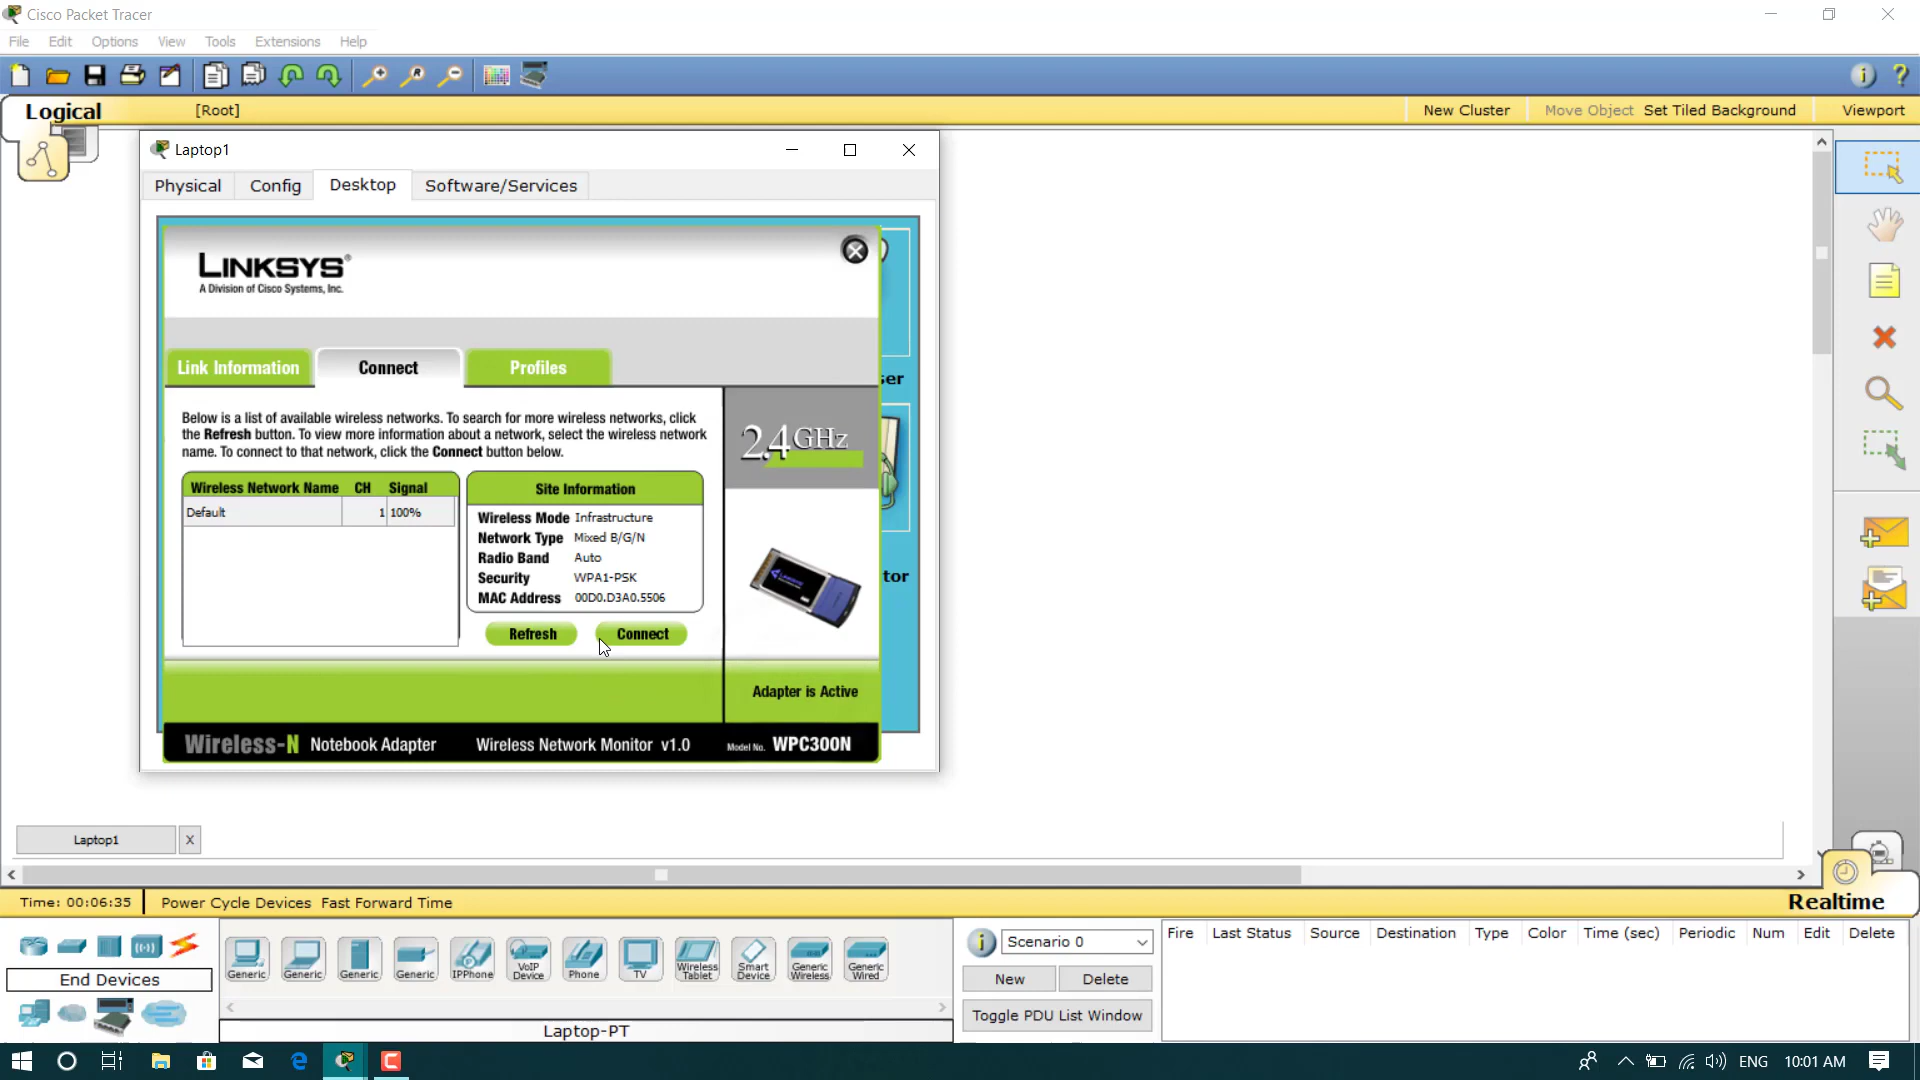 Cisco Packet Tracer
File Edit Options View Tools Extensions Help
Logical [Root] New Cluster Move Object Set Tiled Background Viewport
Laptop1
Physical Config Desktop Software/Services
LINKSYS®
A Division of Cisco Systems, Inc.
Link Information Connect Profiles
ser
Below is a list of available wireless networks. To search for more wireless networks, click
the Refresh button. To view more information about a network, select the wireless network
name. To connect to that network, click the Connect button below.
2.4GHz
Wireless Network Name CH Signal
Default 1 100%
Site Information
Wireless Mode Infrastructure
Network Type Mixed B/G/N
Radio Band Auto
Security WPA1-PSK
MAC Address 00D0.D3A0.5506
tor
Refresh Connect
Adapter is Active
Wireless-N Notebook Adapter Wireless Network Monitor v1.0 Model No. WPC300N
Laptop1 X
Time: 00:06:35 Power Cycle Devices Fast Forward Time Realtime
End Devices
Generic Generic Generic Generic IPPhone VoIP Device Phone TV Wireless Tablet Smart Device Generic Wireless Generic Wired
Laptop-PT
Scenario 0
New Delete
Toggle PDU List Window
Fire Last Status Source Destination Type Color Time (sec) Periodic Num Edit Delete
ENG 10:01 AM